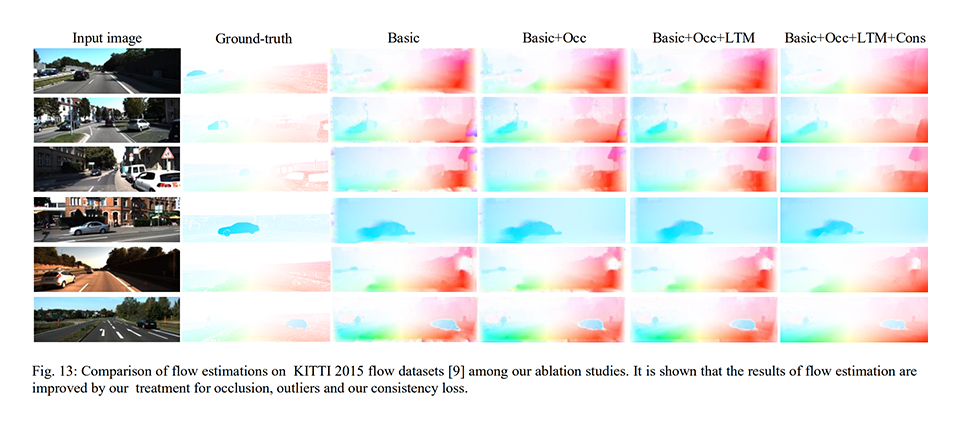 Input image Ground-truth Basic Basic+Occ Basic+Occ+LTM Basic+Occ+LTM+Cons
Fig. 13: Comparison of flow estimations on KITTI 2015 flow datasets [9] among our ablation studies. It is shown that the results of flow estimation are
improved by our treatment for occlusion, outliers and our consistency loss.